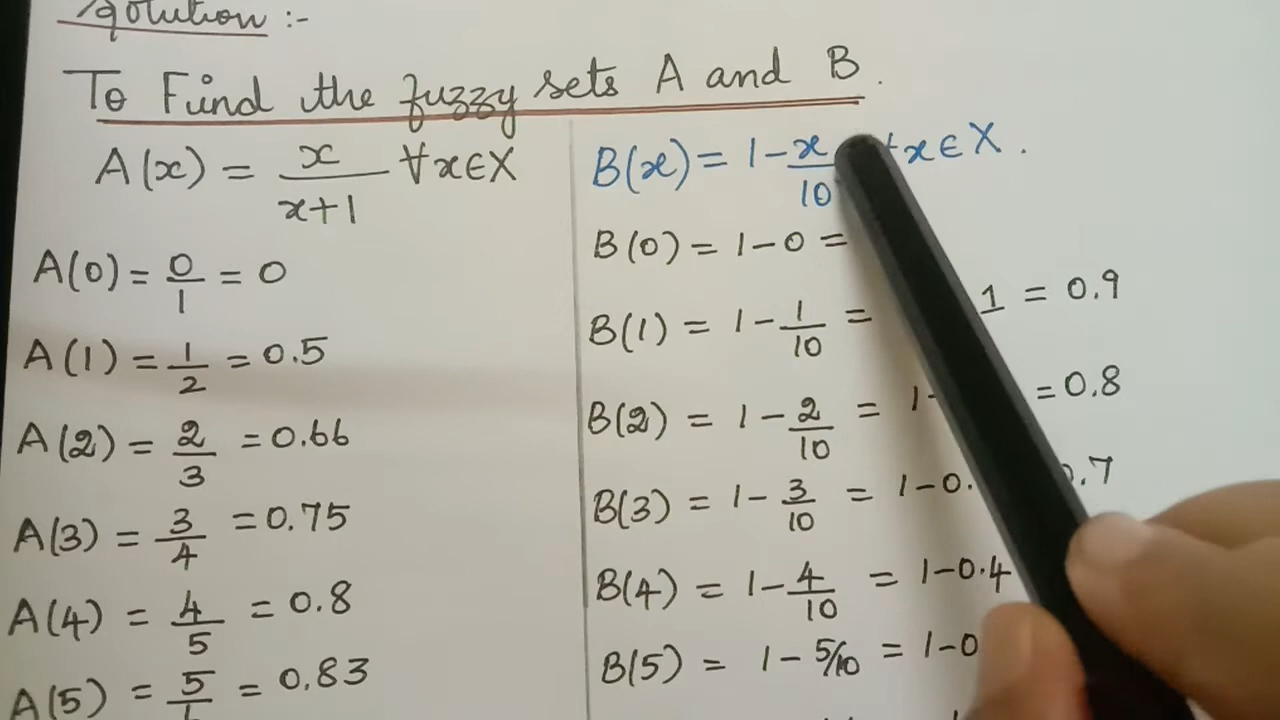 Solution :-
To Find the fuzzy sets A and B.
A(x) = x/(x+1) ∀x∈X
A(0) = 0/1 = 0
A(1) = 1/2 = 0.5
A(2) = 2/3 = 0.66
A(3) = 3/4 = 0.75
A(4) = 4/5 = 0.8
A(5) = 5/ = 0.83
B(x) = 1 - x/10 x∈X.
B(0) = 1-0 =
B(1) = 1 - 1/10 = 1 = 0.9
B(2) = 1 - 2/10 = 1- = 0.8
B(3) = 1 - 3/10 = 1-0. .7
B(4) = 1 - 4/10 = 1-0.4
B(5) = 1 - 5/10 = 1-0